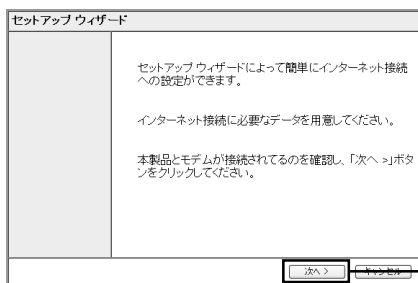 セットアップ ウィザード
セットアップ ウィザードによって簡単にインターネット接続
への設定ができます。
インターネット接続に必要なデータを用意してください。
本製品とモデムが接続されてるのを確認し、「次へ >」ボタ
ンをクリックしてください。
次へ >
キャンセル